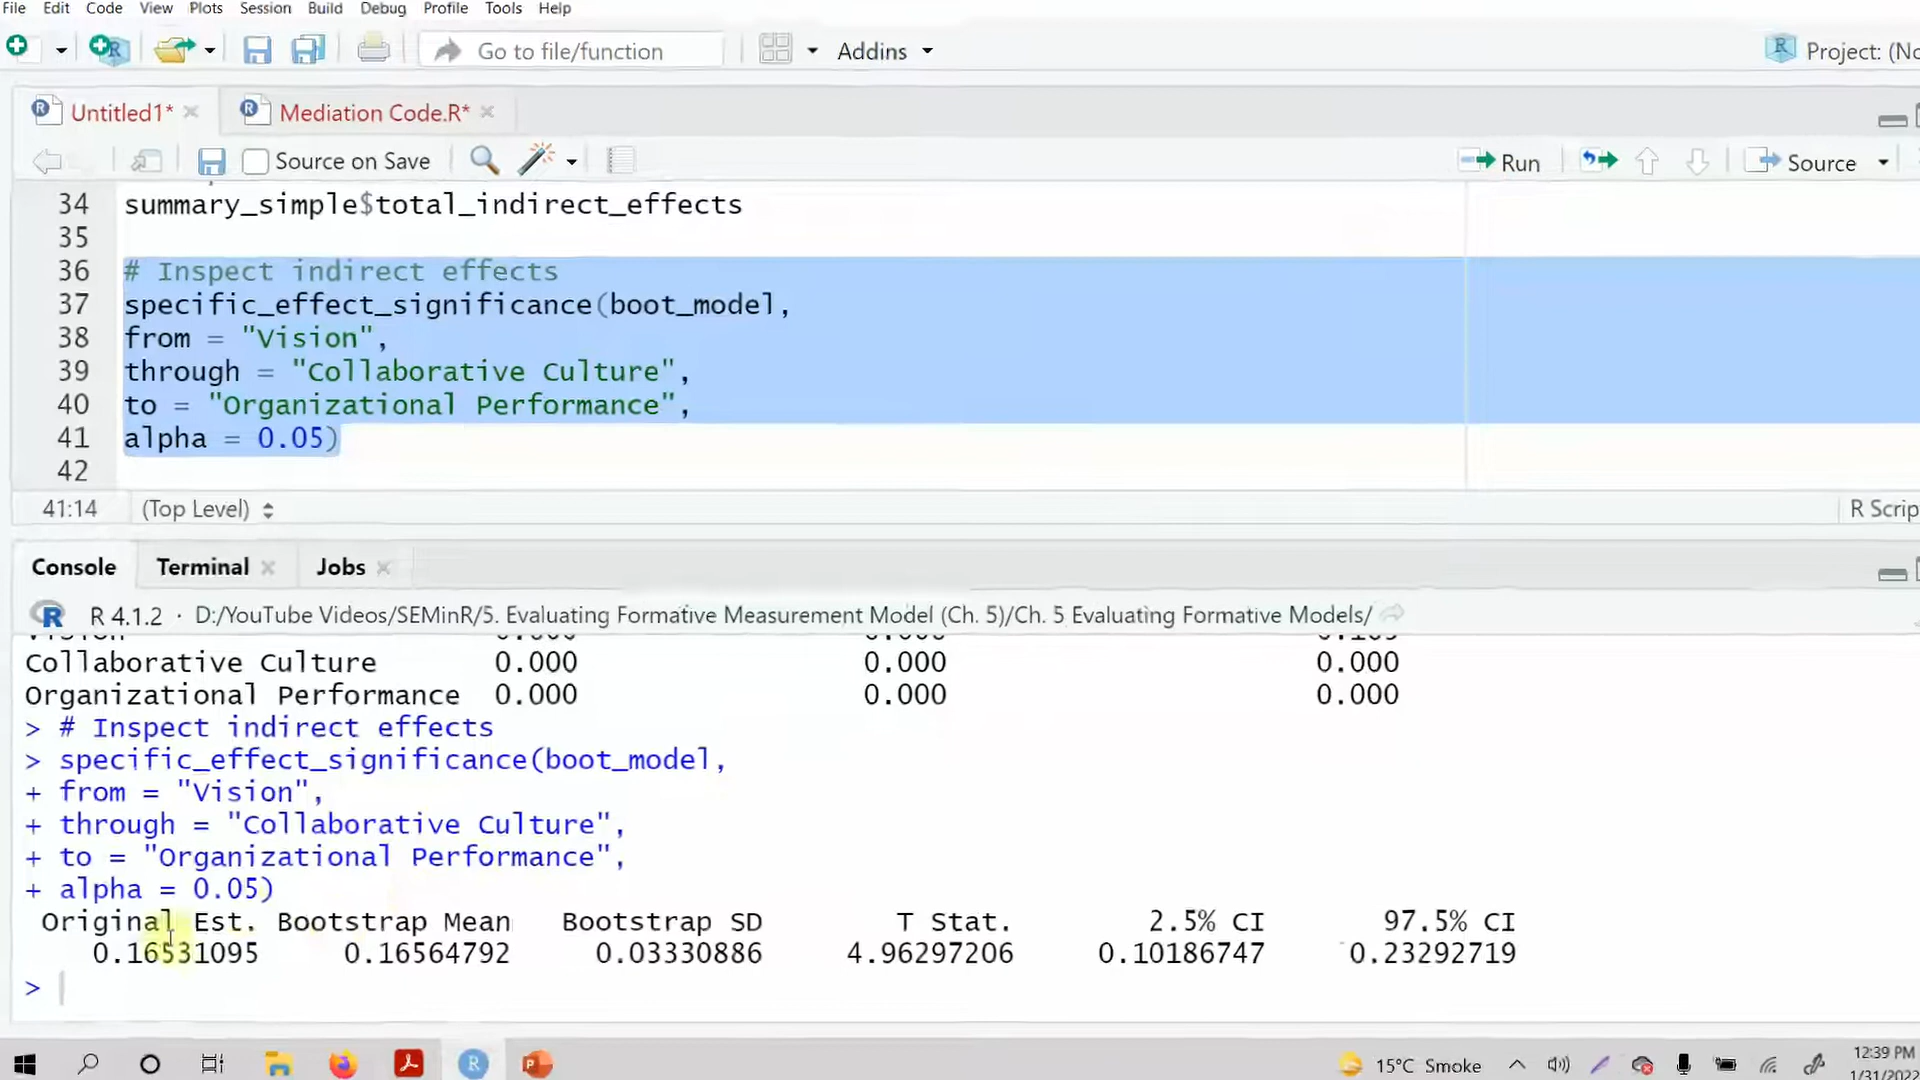 File Edit Code View Plots Session Build Debug Profile Tools Help
Go to file/function Addins Project: (No
Untitled1* Mediation Code.R*
Source on Save Run Source
34 summary_simple$total_indirect_effects
35
36 # Inspect indirect effects
37 specific_effect_significance(boot_model,
38 from = "Vision",
39 through = "Collaborative Culture",
40 to = "Organizational Performance",
41 alpha = 0.05)
42
41:14 (Top Level) R Scrip
Console Terminal Jobs
R 4.1.2 · D:/YouTube Videos/SEMinR/5. Evaluating Formative Measurement Model (Ch. 5)/Ch. 5 Evaluating Formative Models/
Collaborative Culture 0.000 0.000 0.000
Organizational Performance 0.000 0.000 0.000
> # Inspect indirect effects
> specific_effect_significance(boot_model,
+ from = "Vision",
+ through = "Collaborative Culture",
+ to = "Organizational Performance",
+ alpha = 0.05)
Original Est. Bootstrap Mean Bootstrap SD T Stat. 2.5% CI 97.5% CI
0.16531095 0.16564792 0.03330886 4.96297206 0.10186747 0.23292719
>
15°C Smoke 12:39 PM
1/31/2022